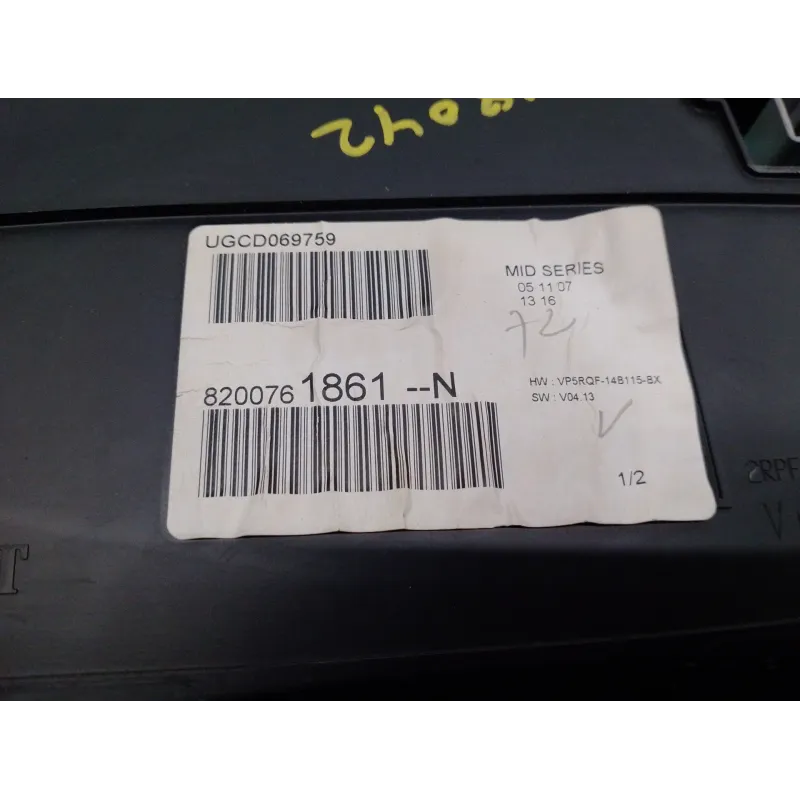 UGCD069759
MID SERIES
05 11 07
13 16
72
8200761861 --N
HW : VP5RQF-14B115-BX
SW : V04.13
V
1/2
2RPF
V
T